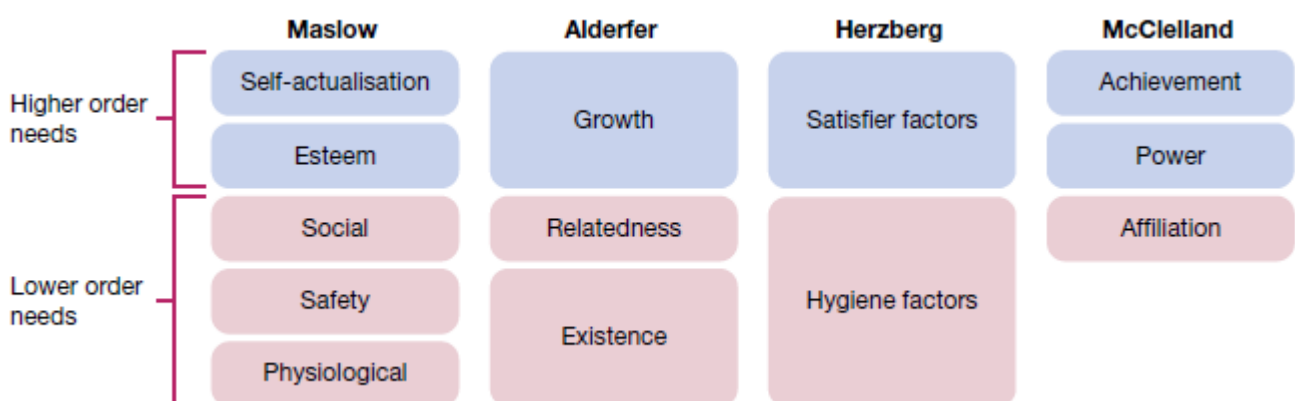 Maslow Alderfer Herzberg McClelland
Higher order
needs
Self-actualisation
Esteem
Growth
Satisfier factors
Achievement
Power
Lower order
needs
Social
Safety
Physiological
Relatedness
Existence
Hygiene factors
Affiliation